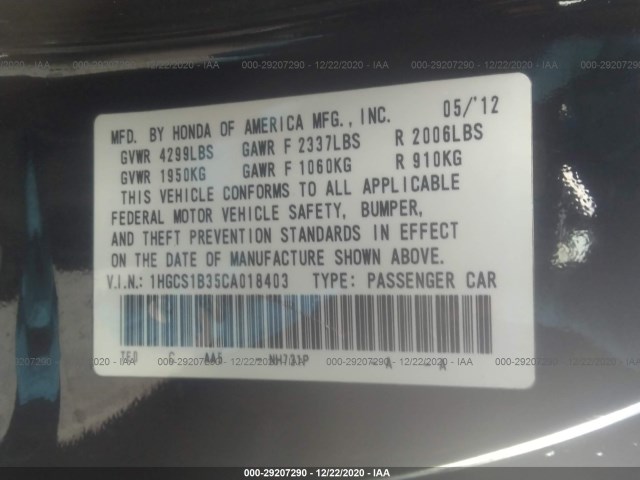 000-29207290 - 12/22/2020 - IAA
MFD. BY HONDA OF AMERICA MFG., INC. 05/'12
GVWR 4299LBS GAWR F 2337LBS R 2006LBS
GVWR 1950KG GAWR F 1060KG R 910KG
THIS VEHICLE CONFORMS TO ALL APPLICABLE
FEDERAL MOTOR VEHICLE SAFETY, BUMPER,
AND THEFT PREVENTION STANDARDS IN EFFECT
ON THE DATE OF MANUFACTURE SHOWN ABOVE.
V.I.N.: 1HGCS1B35CA018403 TYPE: PASSENGER CAR
TE0 C AA5 - NH731P - A - A
000-29207290 - 12/22/2020 - IAA